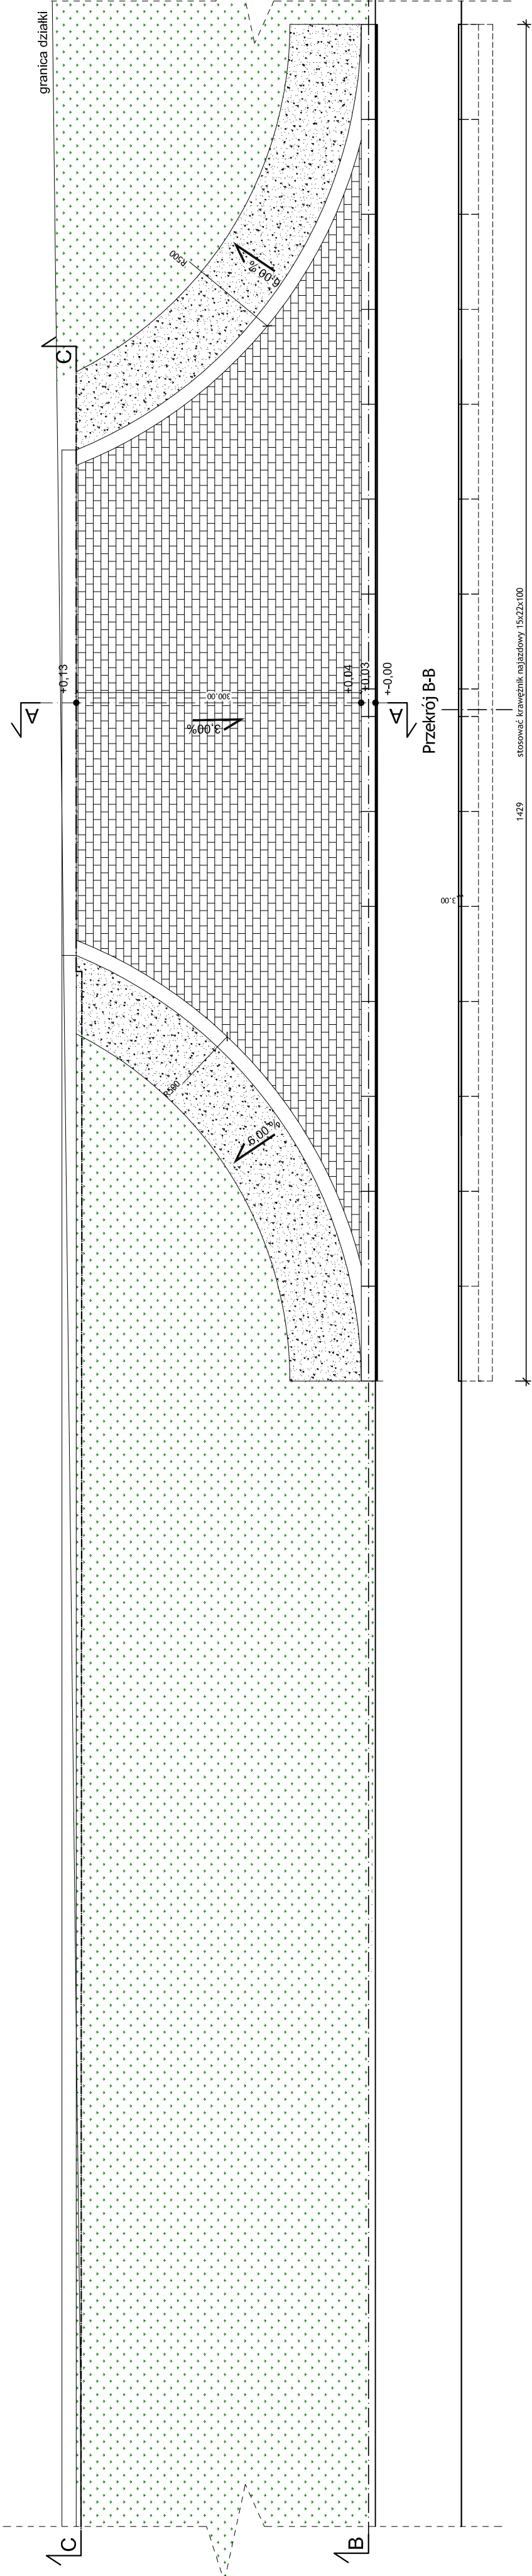 granica działki
C
R500
6,00 %
+0,13
A
300,00
3,00%
+0,04
+0,03
+-0,00
A
Przekrój B-B
stosować krawężnik najazdowy 15x22x100
1429
3,00
R500
6,00 %
C
B